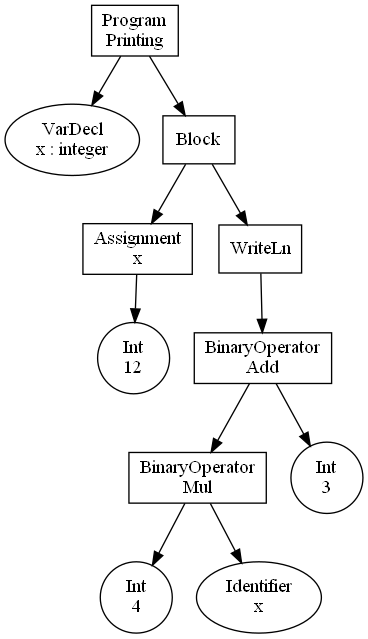 Program
Printing
VarDecl
x : integer
Block
Assignment
x
WriteLn
Int
12
BinaryOperator
Add
BinaryOperator
Mul
Int
3
Int
4
Identifier
x